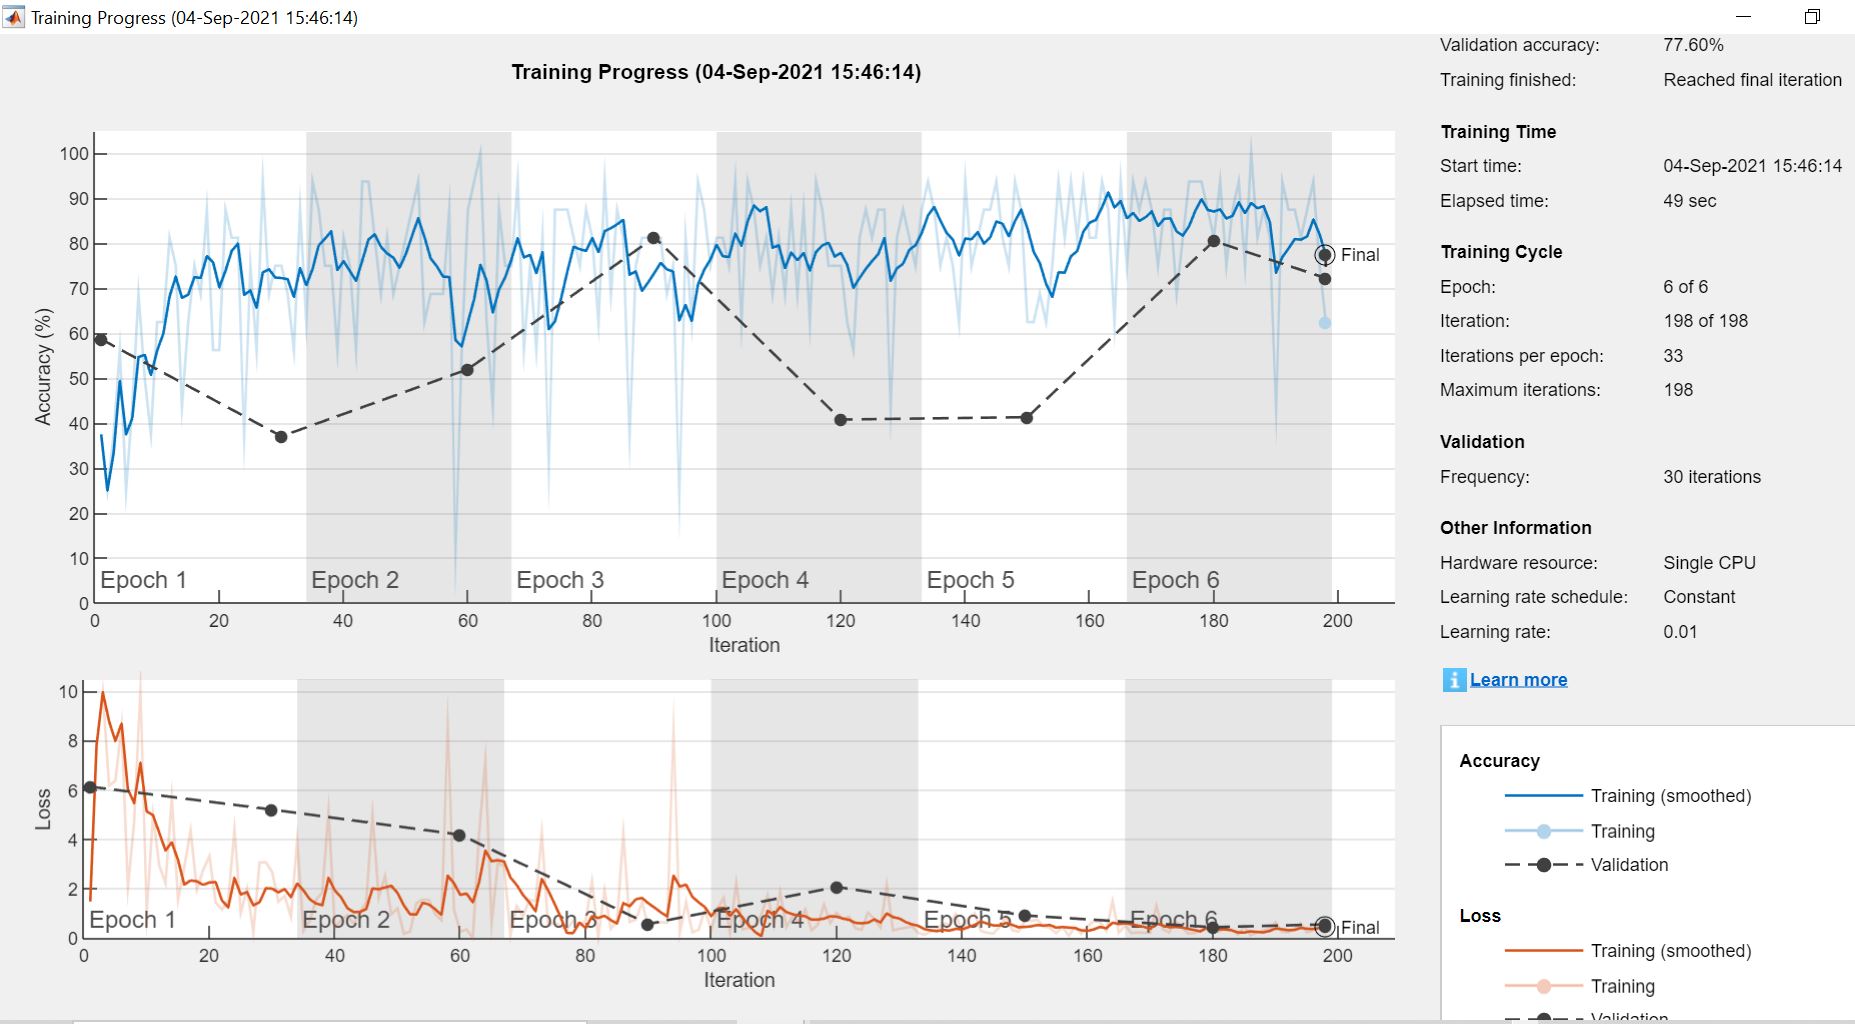 Training Progress (04-Sep-2021 15:46:14)
Training Progress (04-Sep-2021 15:46:14)
Accuracy (%)
100
90
80
70
60
50
40
30
20
10
0
Final
Epoch 1 Epoch 2 Epoch 3 Epoch 4 Epoch 5 Epoch 6
0 20 40 60 80 100 120 140 160 180 200
Iteration
Loss
10
8
6
4
2
0
Final
Epoch 1 Epoch 2 Epoch 3 Epoch 4 Epoch 5 Epoch 6
0 20 40 60 80 100 120 140 160 180 200
Iteration
Validation accuracy: 77.60%
Training finished: Reached final iteration
Training Time
Start time: 04-Sep-2021 15:46:14
Elapsed time: 49 sec
Training Cycle
Epoch: 6 of 6
Iteration: 198 of 198
Iterations per epoch: 33
Maximum iterations: 198
Validation
Frequency: 30 iterations
Other Information
Hardware resource: Single CPU
Learning rate schedule: Constant
Learning rate: 0.01
i Learn more
Accuracy
Training (smoothed)
Training
Validation
Loss
Training (smoothed)
Training
Validation